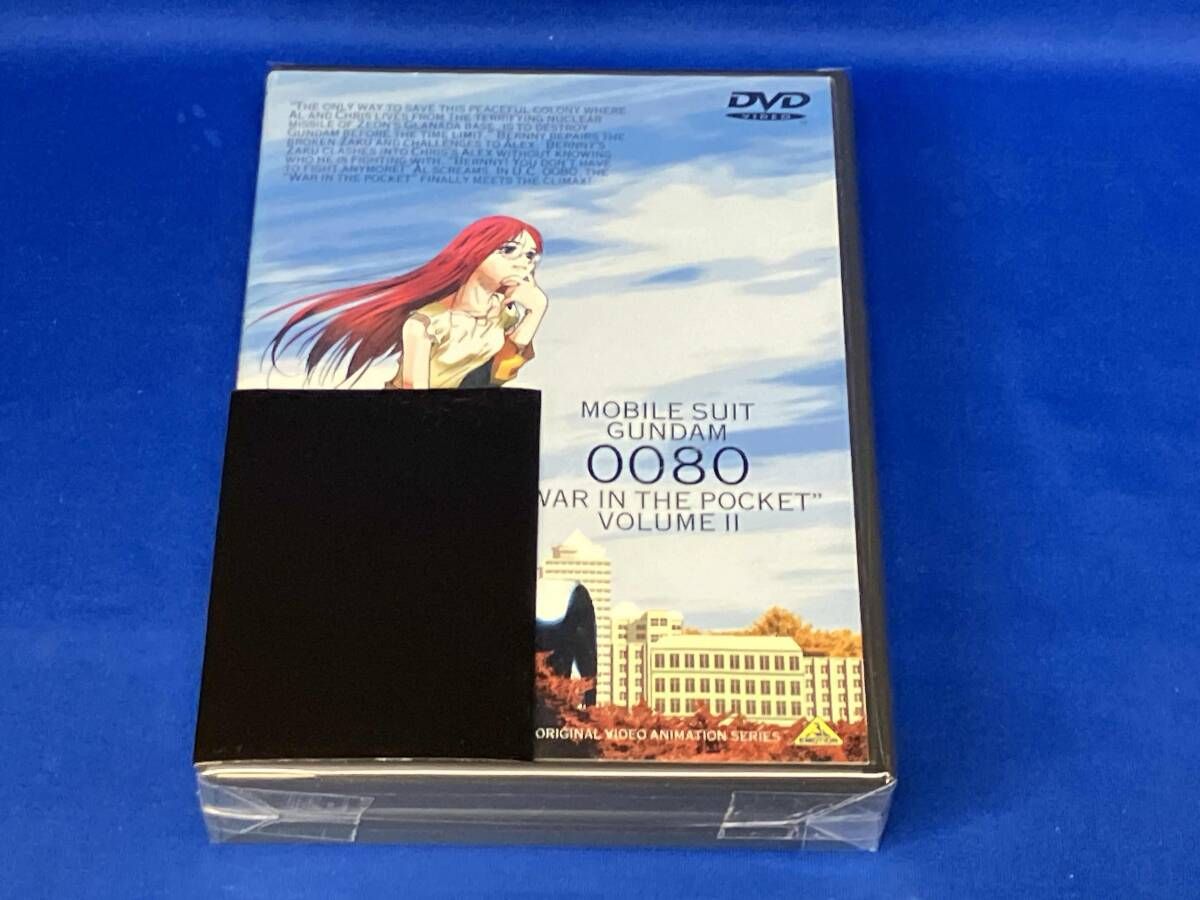 "THE ONLY WAY TO SAVE THIS PEACEFUL COLONY WHERE
AL AND CHRIS LIVES FROM THE TERRIFYING NUCLEAR
MISSILE OF ZEON'S GLANADA BASE, IS TO DESTROY
GUNDAM BEFORE THE TIME LIMIT". BERNNY REPAIRS THE
BROKEN ZAKU AND CHALLENGES TO ALEX. BERNNY'S
ZAKU CLASHES INTO CHRIS'S ALEX WITHOUT KNOWING
WHO HE IS FIGHTING WITH. "BERNNY! YOU DON'T HAVE
TO FIGHT ANYMORE!" AL SCREAMS. IN U.C. 0080, THE
"WAR IN THE POCKET" FINALLY MEETS THE CLIMAX!
DVD
VIDEO
MOBILE SUIT
GUNDAM
0080
WAR IN THE POCKET"
VOLUME II
ORIGINAL VIDEO ANIMATION SERIES
EMOTION